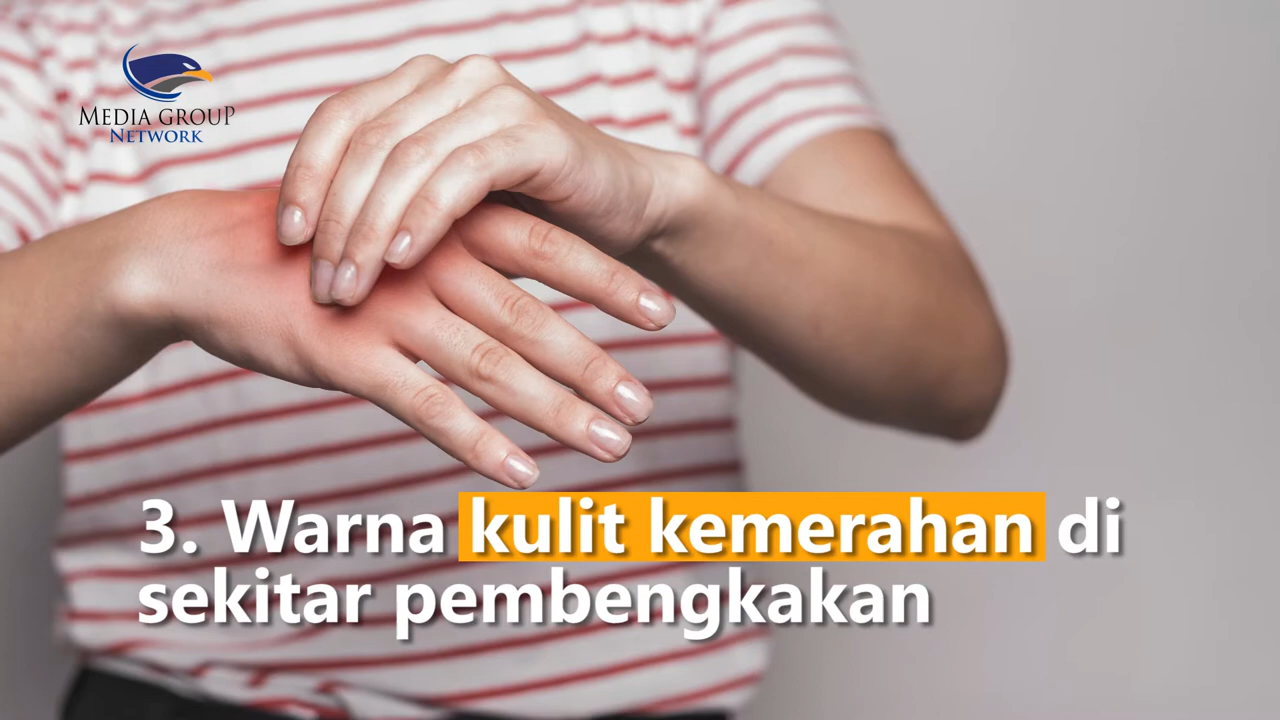 MEDIA GROUP
NETWORK
3. Warna kulit kemerahan di
sekitar pembengkakan